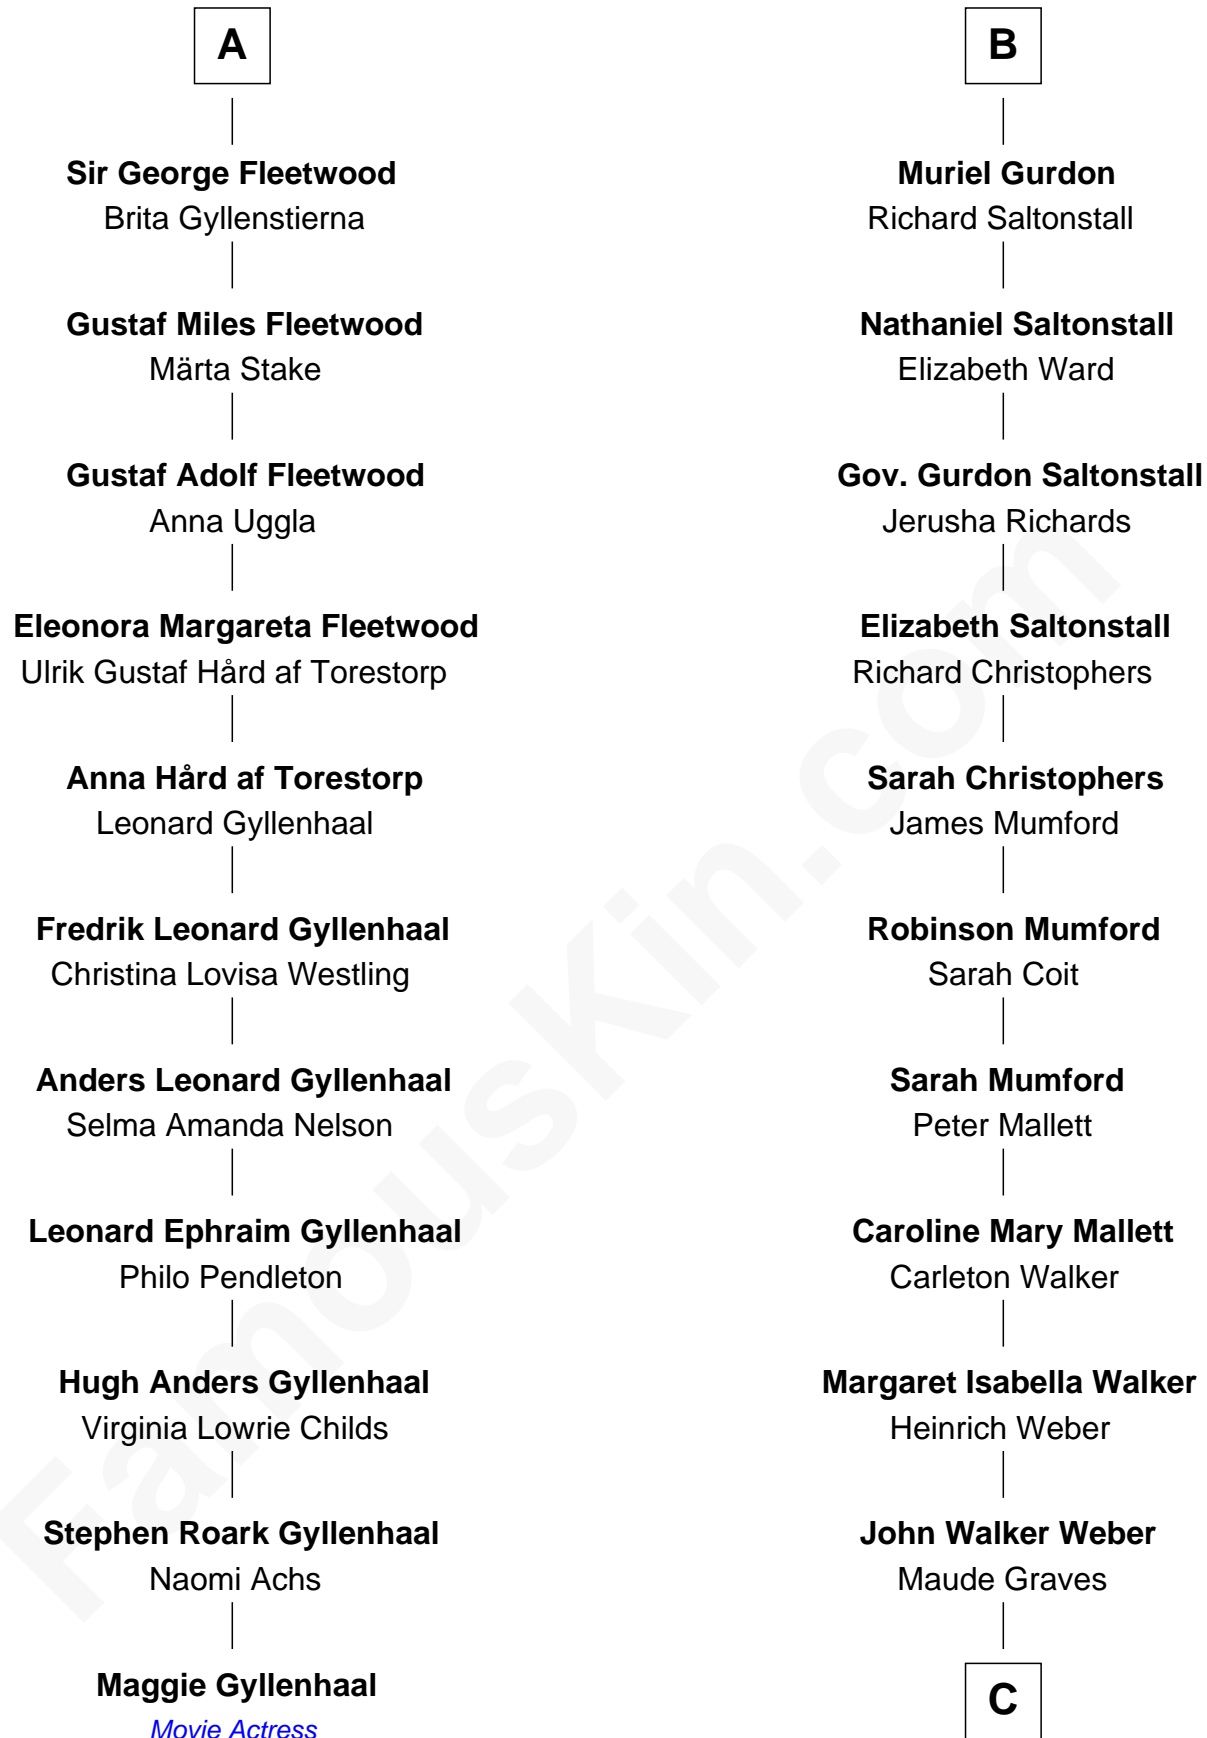 A
Sir George Fleetwood
Brita Gyllenstierna
Gustaf Miles Fleetwood
Märta Stake
Gustaf Adolf Fleetwood
Anna Uggla
Eleonora Margareta Fleetwood
Ulrik Gustaf Hård af Torestorp
Anna Hård af Torestorp
Leonard Gyllenhaal
Fredrik Leonard Gyllenhaal
Christina Lovisa Westling
Anders Leonard Gyllenhaal
Selma Amanda Nelson
Leonard Ephraim Gyllenhaal
Philo Pendleton
Hugh Anders Gyllenhaal
Virginia Lowrie Childs
Stephen Roark Gyllenhaal
Naomi Achs
Maggie Gyllenhaal
Movie Actress
B
Muriel Gurdon
Richard Saltonstall
Nathaniel Saltonstall
Elizabeth Ward
Gov. Gurdon Saltonstall
Jerusha Richards
Elizabeth Saltonstall
Richard Christophers
Sarah Christophers
James Mumford
Robinson Mumford
Sarah Coit
Sarah Mumford
Peter Mallett
Caroline Mary Mallett
Carleton Walker
Margaret Isabella Walker
Heinrich Weber
John Walker Weber
Maude Graves
C
FamousKin.com